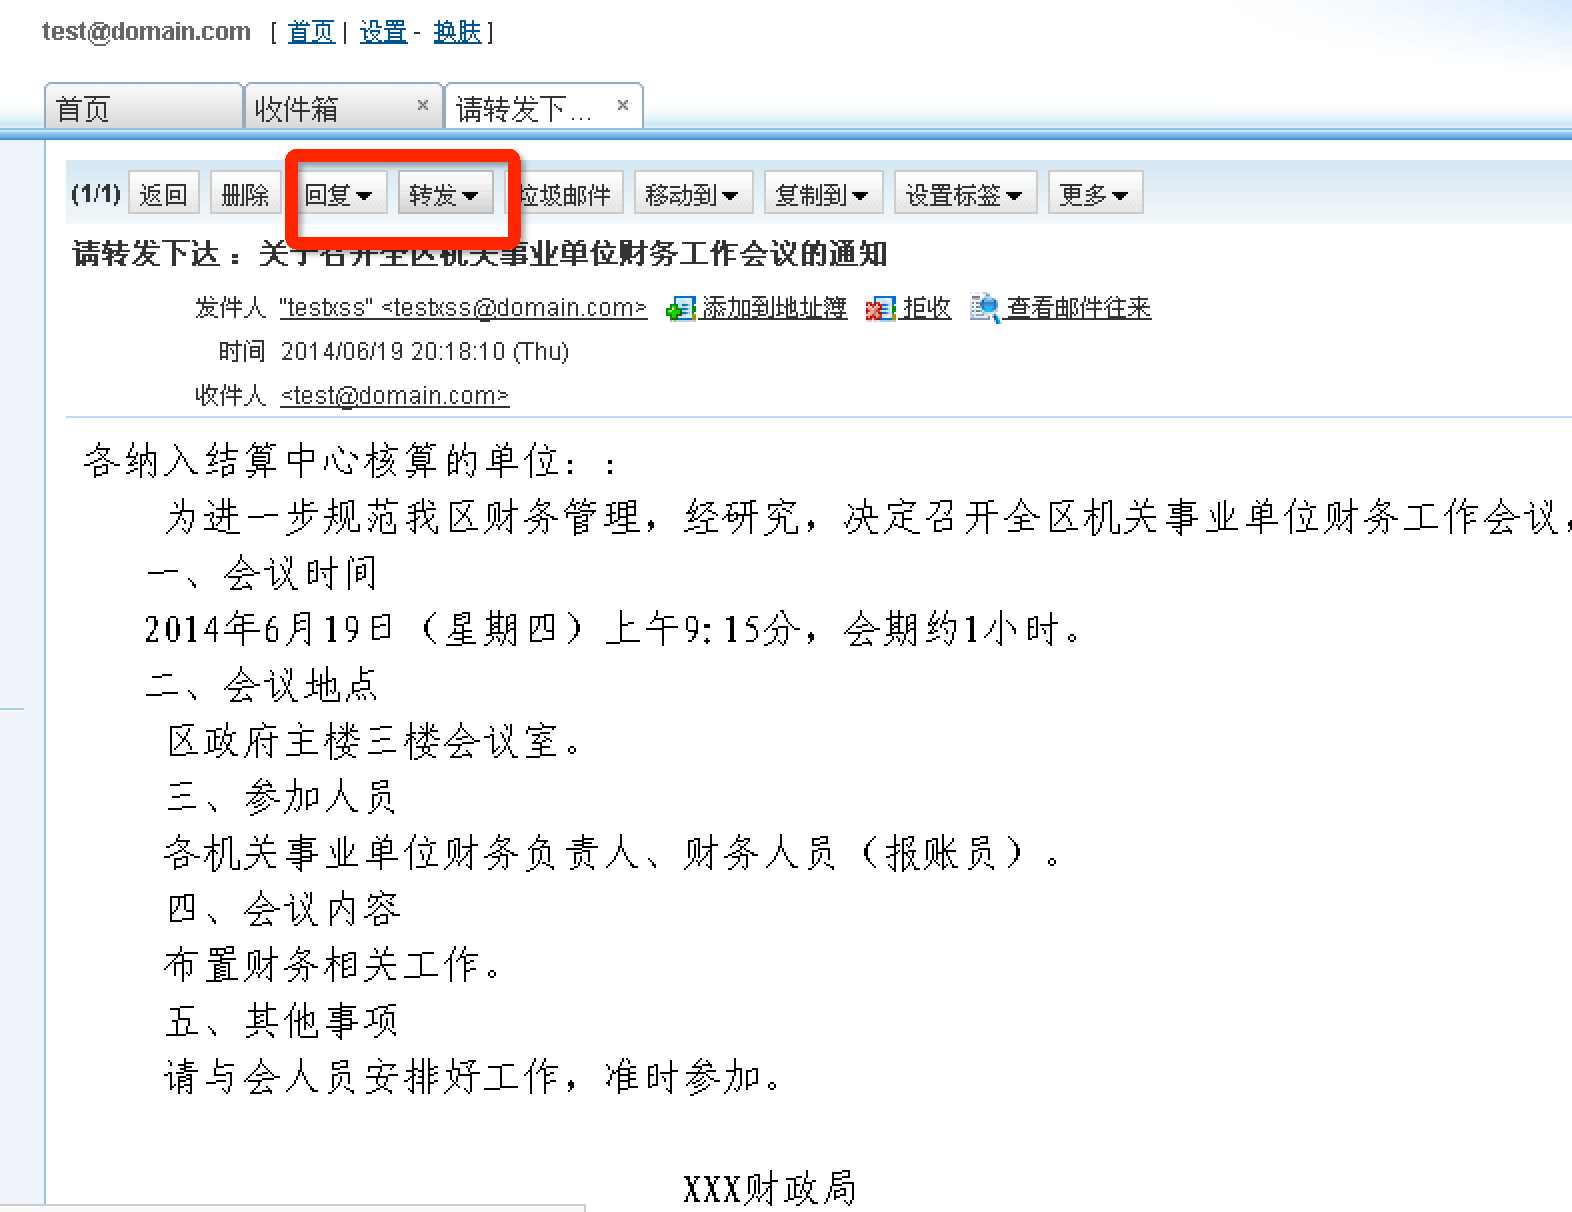 test@domain.com [ 首页 | 设置 - 换肤 ]
首页 收件箱 × 请转发下... ×
(1/1) 返回 删除 回复 转发 垃圾邮件 移动到 复制到 设置标签 更多
请转发下达：关于召开全区机关事业单位财务工作会议的通知
发件人 "testxss" <testxss@domain.com> 添加到地址簿 拒收 查看邮件往来
时间 2014/06/19 20:18:10 (Thu)
收件人 <test@domain.com>
各纳入结算中心核算的单位：：
为进一步规范我区财务管理，经研究，决定召开全区机关事业单位财务工作会议，
一、会议时间
2014年6月19日（星期四）上午9：15分，会期约1小时。
二、会议地点
区政府主楼三楼会议室。
三、参加人员
各机关事业单位财务负责人、财务人员（报账员）。
四、会议内容
布置财务相关工作。
五、其他事项
请与会人员安排好工作，准时参加。
XXX财政局